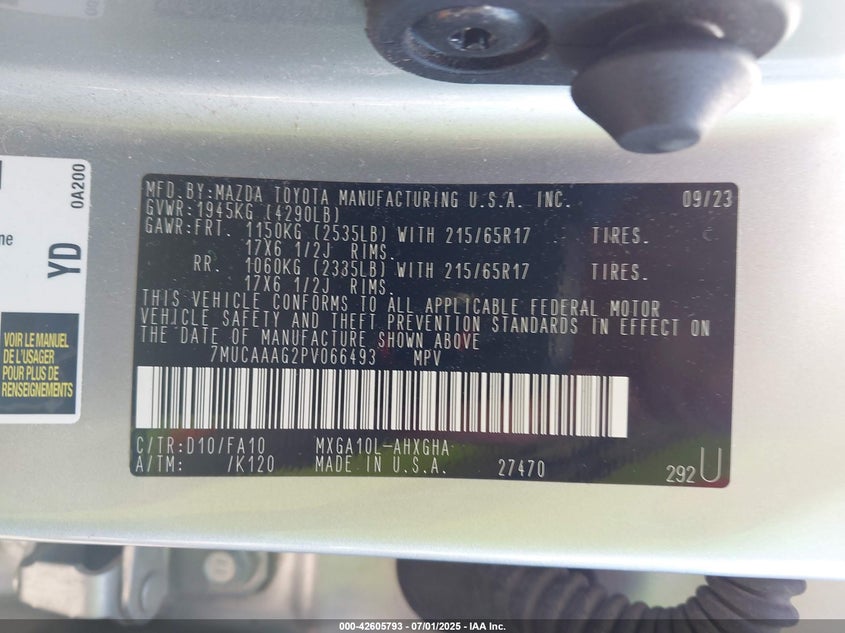 MFD.BY:MAZDA TOYOTA MANUFACTURING U.S.A. INC. 09/23
GVWR:1945KG (4290LB)
GAWR:FRT. 1150KG (2535LB) WITH 215/65R17 TIRES.
17X6 1/2J RIMS.
RR. 1060KG (2335LB) WITH 215/65R17 TIRES.
17X6 1/2J RIMS.
THIS VEHICLE CONFORMS TO ALL APPLICABLE FEDERAL MOTOR
VEHICLE SAFETY AND THEFT PREVENTION STANDARDS IN EFFECT ON
THE DATE OF MANUFACTURE SHOWN ABOVE
7MUCAAAG2PV066493 MPV
C/TR:D10/FA10 MXGA10L-AHXGHA
A/TM: /K120 MADE IN U.S.A. 27470 292U
0A200
YD
VOIR LE MANUEL
DE L'USAGER
POUR PLUS DE
RENSEIGNEMENTS
000-42605793 - 07/01/2025 - IAA Inc.